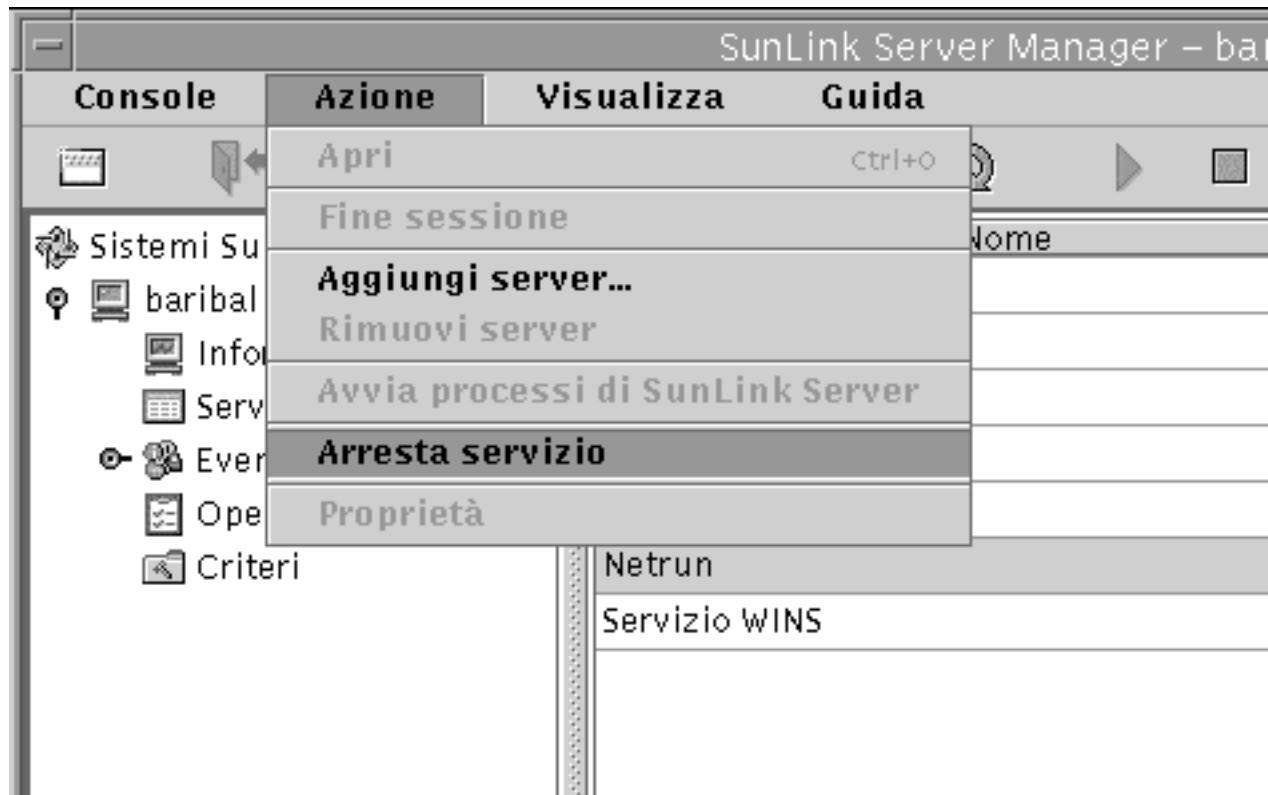 SunLink Server Manager – bar
Console Azione Visualizza Guida
Apri Ctrl+O
Fine sessione
Aggiungi server...
Rimuovi server
Avvia processi di SunLink Server
Arresta servizio
Proprietà
Sistemi Su
baribal
Infor
Serv
Ever
Ope
Criteri
Nome
Netrun
Servizio WINS